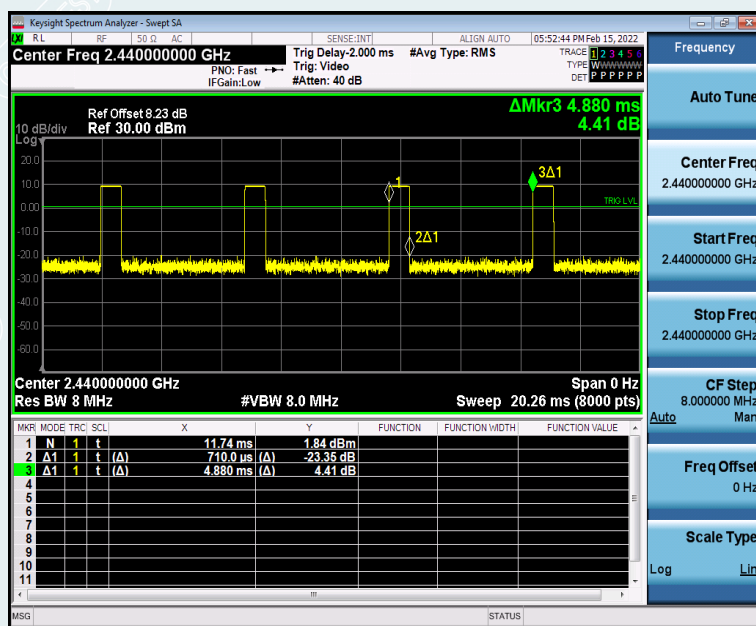 Keysight Spectrum Analyzer - Swept SA
LXI RL RF 50 Ω AC SENSE:INT ALIGN AUTO 05:52:44 PM Feb 15, 2022
Center Freq 2.440000000 GHz
PNO: Fast
IFGain:Low
Trig Delay-2.000 ms
Trig: Video
#Atten: 40 dB
#Avg Type: RMS
TRACE 1 2 3 4 5 6
TYPE WWWWWW
DET P P P P P P
Ref Offset 8.23 dB
Ref 30.00 dBm
10 dB/div
Log
ΔMkr3 4.880 ms
4.41 dB
20.0
10.0
0.00
-10.0
-20.0
-30.0
-40.0
-50.0
-60.0
1
2Δ1
3Δ1
TRIG LVL
Center 2.440000000 GHz Span 0 Hz
Res BW 8 MHz #VBW 8.0 MHz Sweep 20.26 ms (8000 pts)
MKR MODE TRC SCL X Y FUNCTION FUNCTION WIDTH FUNCTION VALUE
1 N 1 t 11.74 ms 1.84 dBm
2 Δ1 1 t (Δ) 710.0 µs (Δ) -23.35 dB
3 Δ1 1 t (Δ) 4.880 ms (Δ) 4.41 dB
4
5
6
7
8
9
10
11
MSG STATUS
Frequency
Auto Tune
Center Freq
2.440000000 GHz
Start Freq
2.440000000 GHz
Stop Freq
2.440000000 GHz
CF Step
8.000000 MHz
Auto Man
Freq Offset
0 Hz
Scale Type
Log Lin